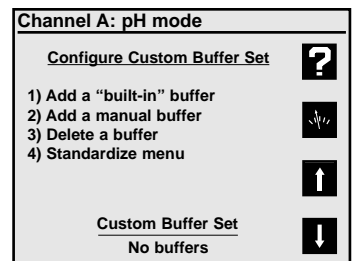 Channel A: pH mode
Configure Custom Buffer Set
?
1) Add a “built-in” buffer
2) Add a manual buffer
3) Delete a buffer
4) Standardize menu
Custom Buffer Set
No buffers